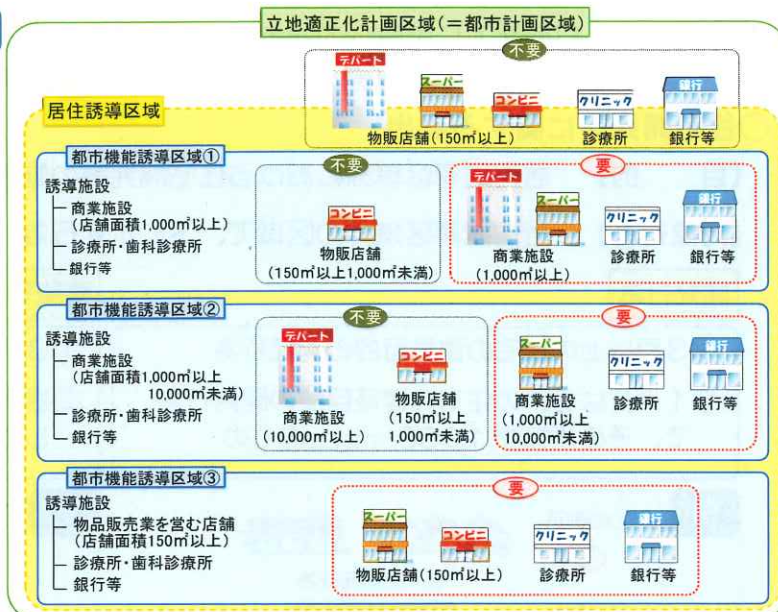 立地適正化計画区域(=都市計画区域)
不要
デパート
スーパー
コンビニ
クリニック
銀行
物販店舗(150㎡以上)
診療所
銀行等
居住誘導区域
都市機能誘導区域①
誘導施設
商業施設
(店舗面積1,000㎡以上)
診療所・歯科診療所
銀行等
不要
コンビニ
物販店舗
(150㎡以上1,000㎡未満)
要
デパート
スーパー
クリニック
銀行
商業施設
(1,000㎡以上)
診療所
銀行等
都市機能誘導区域②
誘導施設
商業施設
(店舗面積1,000㎡以上
10,000㎡未満)
診療所・歯科診療所
銀行等
不要
デパート
コンビニ
商業施設
(10,000㎡以上)
物販店舗
(150㎡以上
1,000㎡未満)
要
スーパー
クリニック
銀行
商業施設
(1,000㎡以上
10,000㎡未満)
診療所
銀行等
都市機能誘導区域③
誘導施設
物品販売業を営む店舗
(店舗面積150㎡以上)
診療所・歯科診療所
銀行等
要
スーパー
コンビニ
クリニック
銀行
物販店舗(150㎡以上)
診療所
銀行等